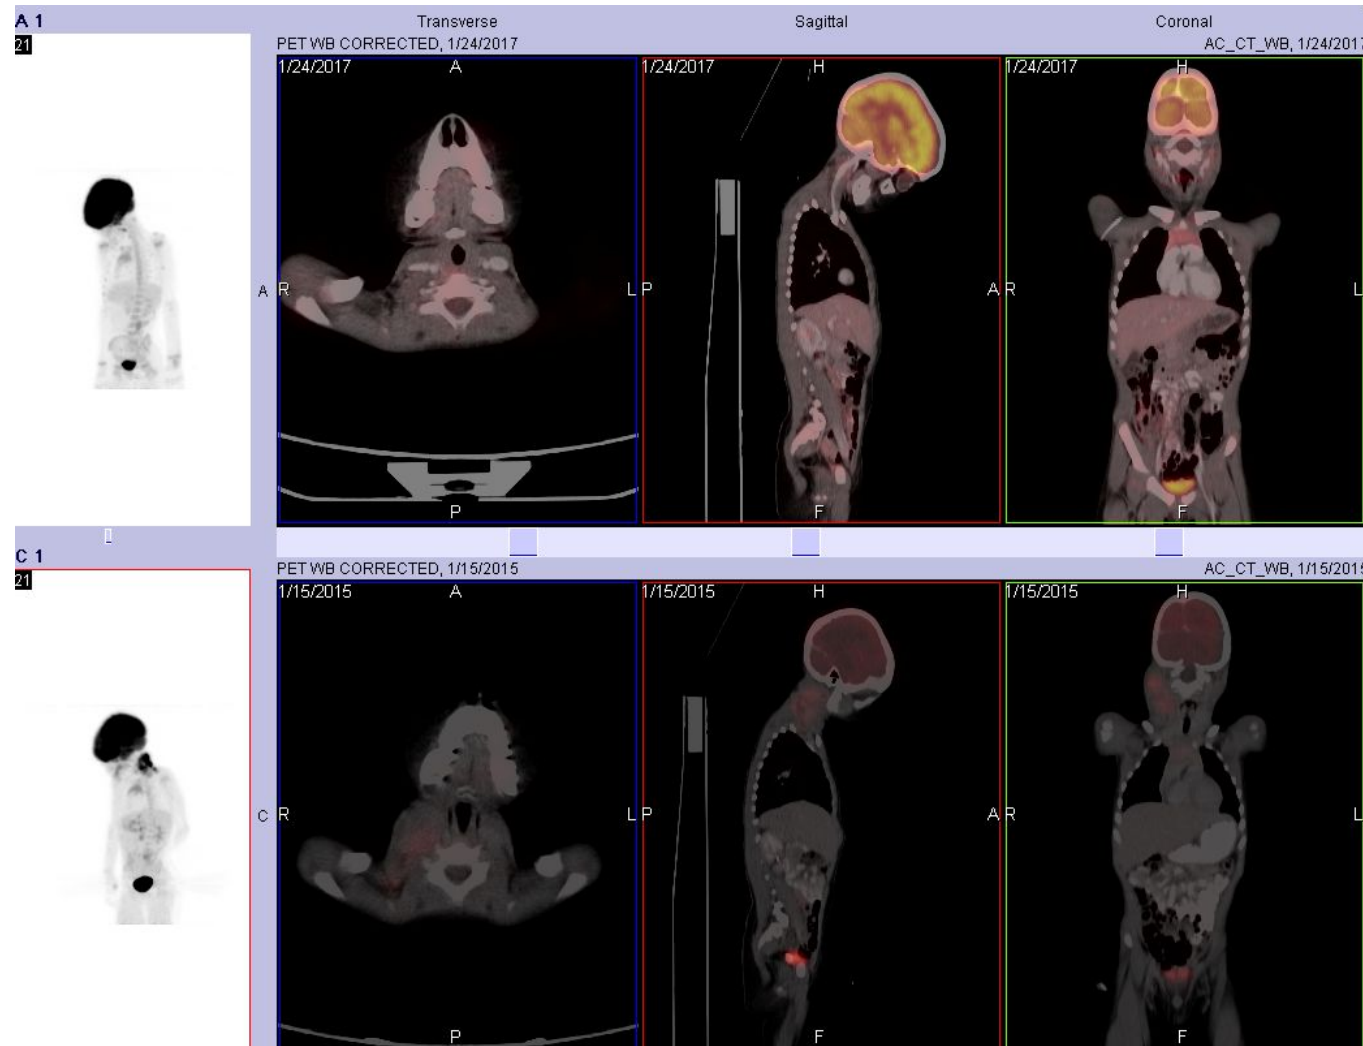 A 1
Transverse
Sagittal
Coronal
21
PET WB CORRECTED, 1/24/2017
AC_CT_WB, 1/24/2017
1/24/2017
A
1/24/2017
H
1/24/2017
H
A
R
L
P
A
R
L
P
F
F
C 1
21
PET WB CORRECTED, 1/15/2015
AC_CT_WB, 1/15/2015
1/15/2015
A
1/15/2015
H
1/15/2015
H
C
R
L
P
A
R
L
P
F
F